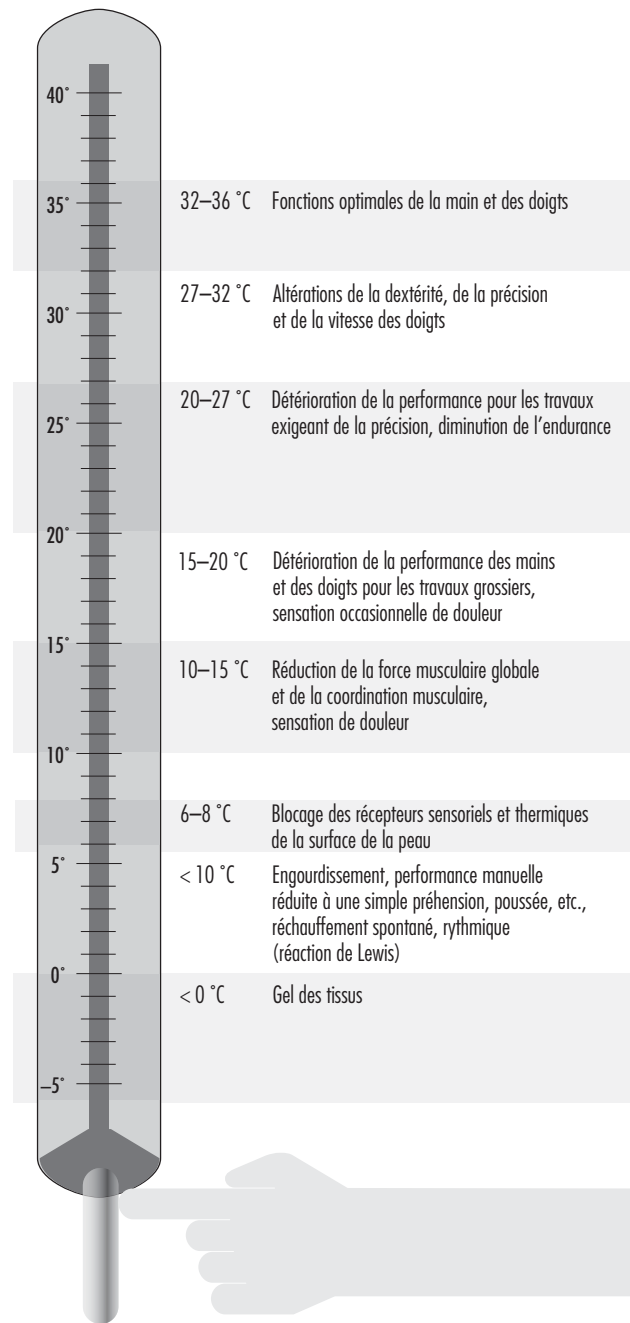 40˚
35˚
32–36 ˚C Fonctions optimales de la main et des doigts
30˚
27–32 ˚C Altérations de la dextérité, de la précision
et de la vitesse des doigts
25˚
20–27 ˚C Détérioration de la performance pour les travaux
exigeant de la précision, diminution de l’endurance
20˚
15–20 ˚C Détérioration de la performance des mains
et des doigts pour les travaux grossiers,
sensation occasionnelle de douleur
15˚
10–15 ˚C Réduction de la force musculaire globale
et de la coordination musculaire,
sensation de douleur
10˚
6–8 ˚C Blocage des récepteurs sensoriels et thermiques
de la surface de la peau
5˚
< 10 ˚C Engourdissement, performance manuelle
réduite à une simple préhension, poussée, etc.,
réchauffement spontané, rythmique
(réaction de Lewis)
0˚
< 0 ˚C Gel des tissus
–5˚